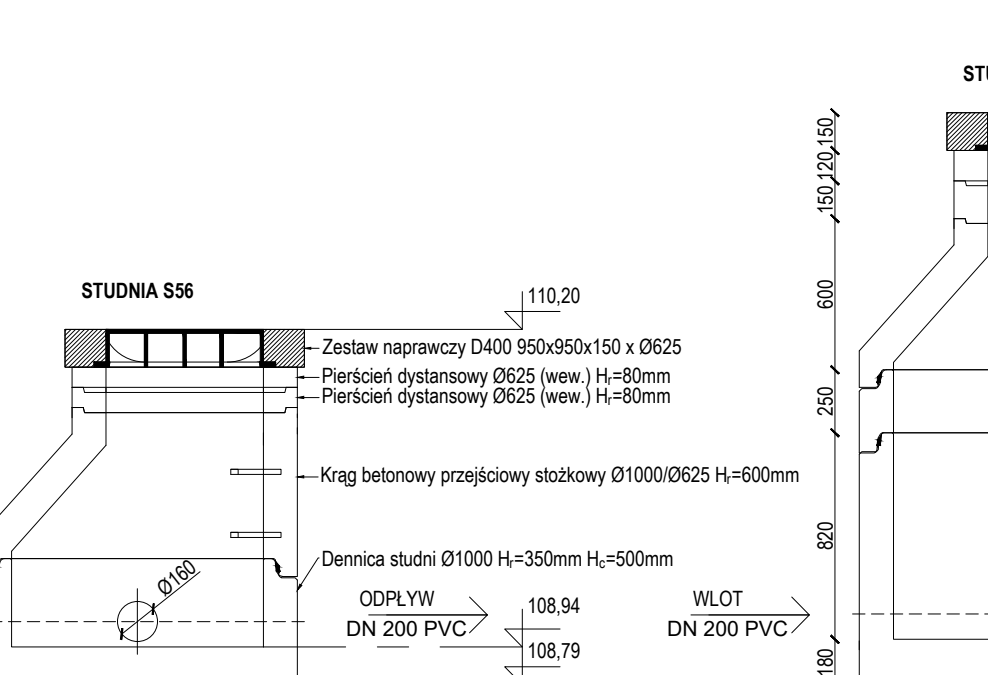 STU
STUDNIA S56
110,20
Zestaw naprawczy D400 950x950x150 x Ø625
Pierścień dystansowy Ø625 (wew.) Hr=80mm
Pierścień dystansowy Ø625 (wew.) Hr=80mm
Krąg betonowy przejściowy stożkowy Ø1000/Ø625 Hr=600mm
Dennica studni Ø1000 Hr=350mm Hc=500mm
Ø160
ODPŁYW
DN 200 PVC
108,94
108,79
WLOT
DN 200 PVC
150
120
150
600
250
820
180